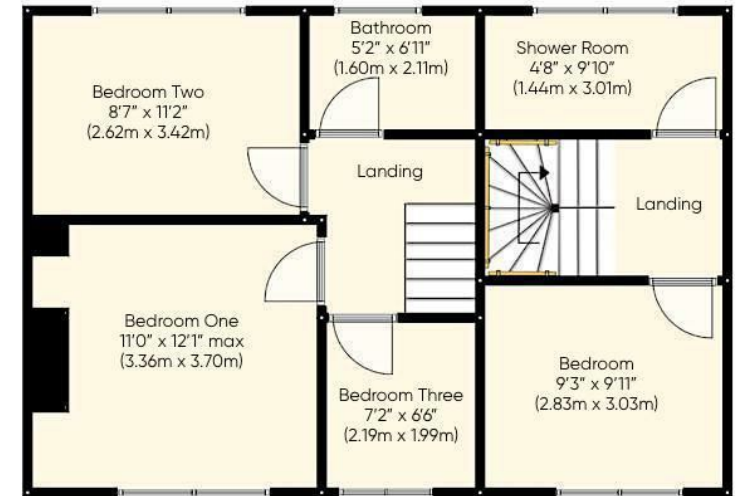 Bathroom
5'2" x 6'11"
(1.60m x 2.11m)
Shower Room
4'8" x 9'10"
(1.44m x 3.01m)
Bedroom Two
8'7" x 11'2"
(2.62m x 3.42m)
Landing
Landing
Bedroom One
11'0" x 12'1" max
(3.36m x 3.70m)
Bedroom Three
7'2" x 6'6"
(2.19m x 1.99m)
Bedroom
9'3" x 9'11"
(2.83m x 3.03m)